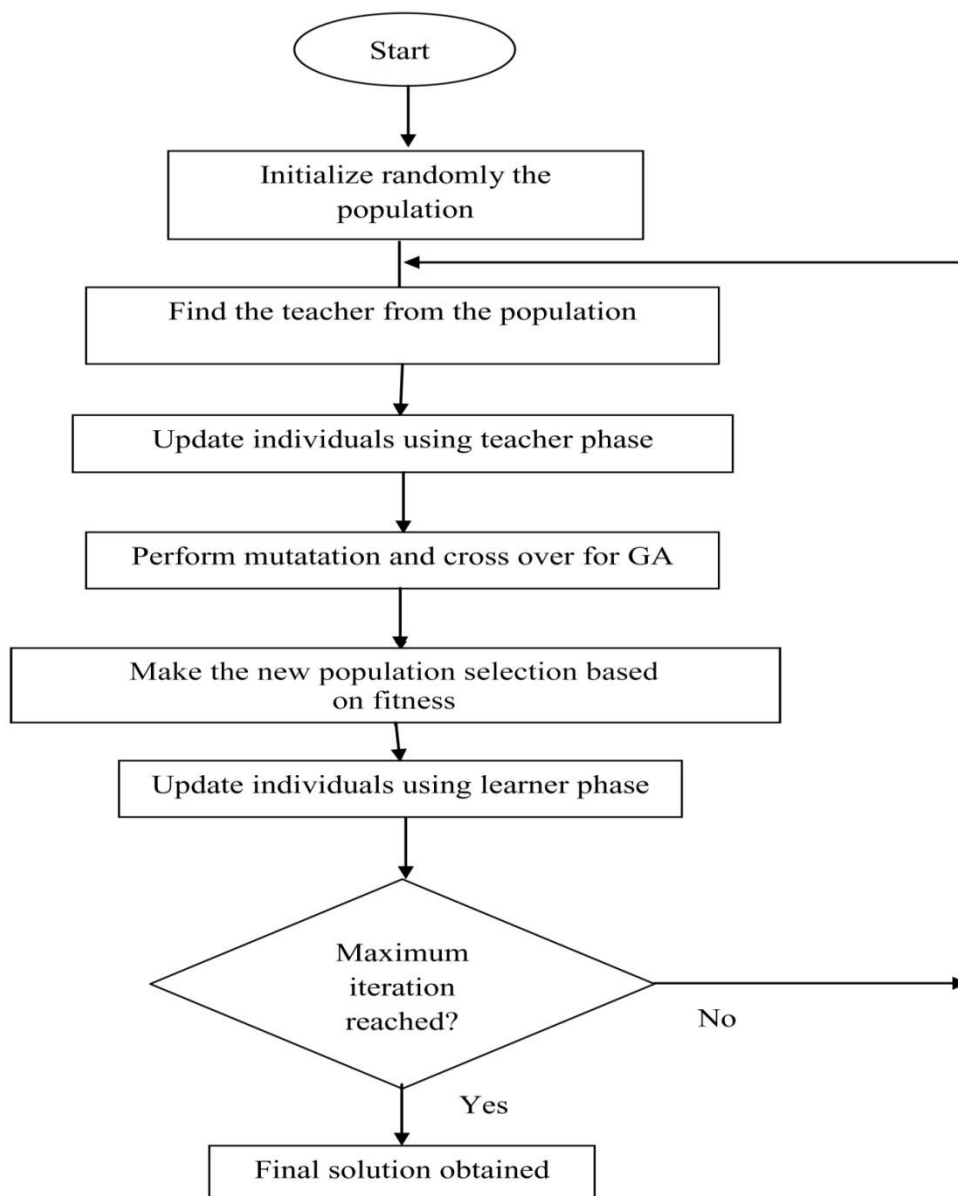 Start
Initialize randomly the
population
Find the teacher from the population
Update individuals using teacher phase
Perform mutatation and cross over for GA
Make the new population selection based
on fitness
Update individuals using learner phase
Maximum
iteration
reached?
No
Yes
Final solution obtained